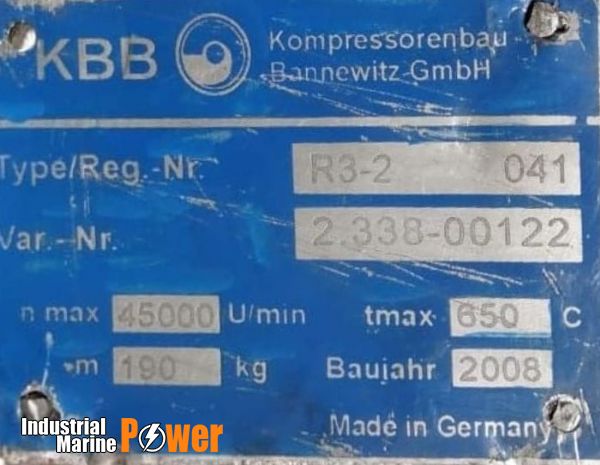 KBB Kompressorenbau
Bannewitz GmbH
Type/Reg.-Nr. R3-2 041
Var.-Nr. 2.338-00122
n max 45000 U/min tmax 650 C
m 190 kg Baujahr 2008
Made in Germany
Industrial
Marine Power